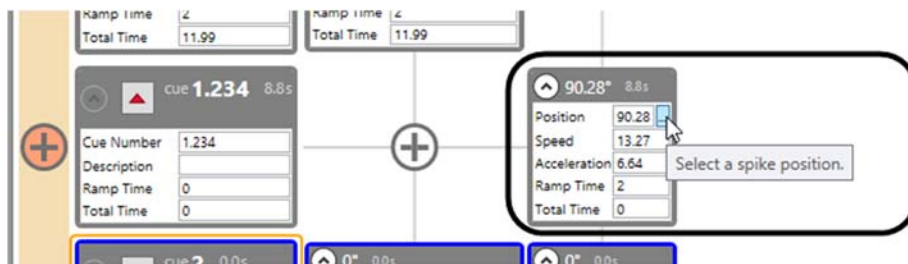 Ramp Time 2
Ramp Time 2
Total Time 11.99
Total Time 11.99
cue 1.234 8.8s
Cue Number 1.234
Description
Ramp Time 0
Total Time 0
90.28° 8.8s
Position 90.28
Speed 13.27
Acceleration 6.64
Ramp Time 2
Total Time 0
Select a spike position.
cue 2 0.0s
0° 0.0s
0° 0.0s